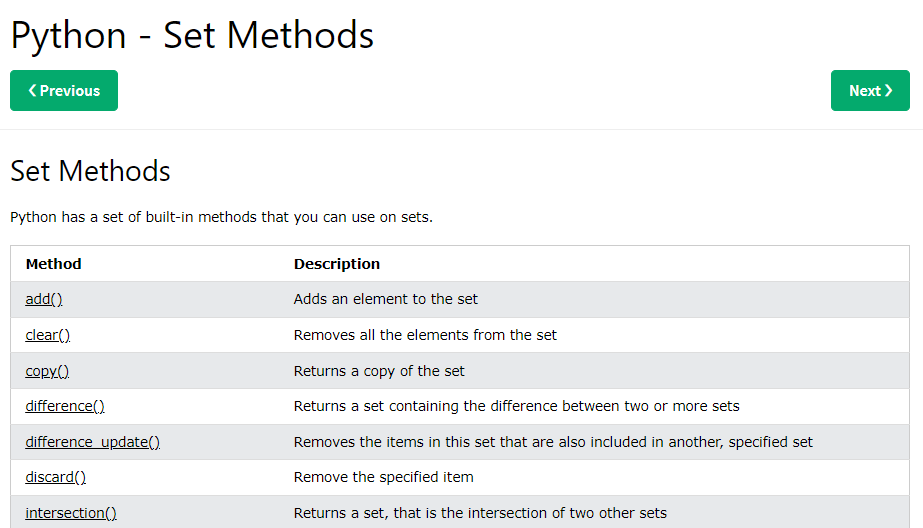 Python - Set Methods
❮ Previous
Next ❯
Set Methods
Python has a set of built-in methods that you can use on sets.
Method Description
add() Adds an element to the set
clear() Removes all the elements from the set
copy() Returns a copy of the set
difference() Returns a set containing the difference between two or more sets
difference_update() Removes the items in this set that are also included in another, specified set
discard() Remove the specified item
intersection() Returns a set, that is the intersection of two other sets